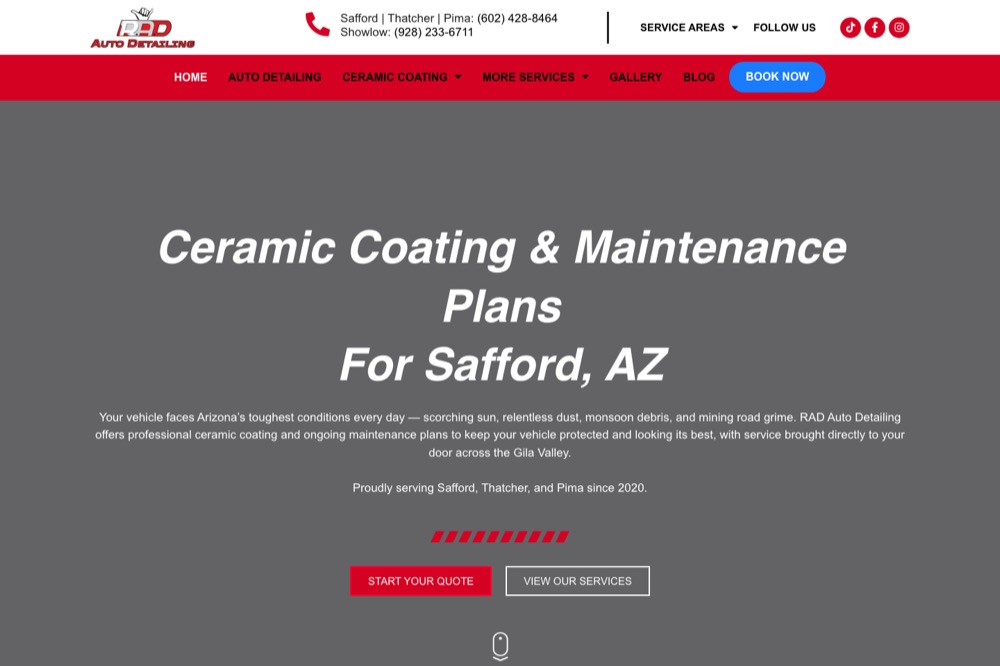 RAD
AUTO DETAILING
Safford | Thatcher | Pima: (602) 428-8464
Showlow: (928) 233-6711
SERVICE AREAS
FOLLOW US
HOME
AUTO DETAILING
CERAMIC COATING
MORE SERVICES
GALLERY
BLOG
BOOK NOW
Ceramic Coating & Maintenance
Plans
For Safford, AZ
Your vehicle faces Arizona's toughest conditions every day — scorching sun, relentless dust, monsoon debris, and mining road grime. RAD Auto Detailing
offers professional ceramic coating and ongoing maintenance plans to keep your vehicle protected and looking its best, with service brought directly to your
door across the Gila Valley.
Proudly serving Safford, Thatcher, and Pima since 2020.
START YOUR QUOTE
VIEW OUR SERVICES